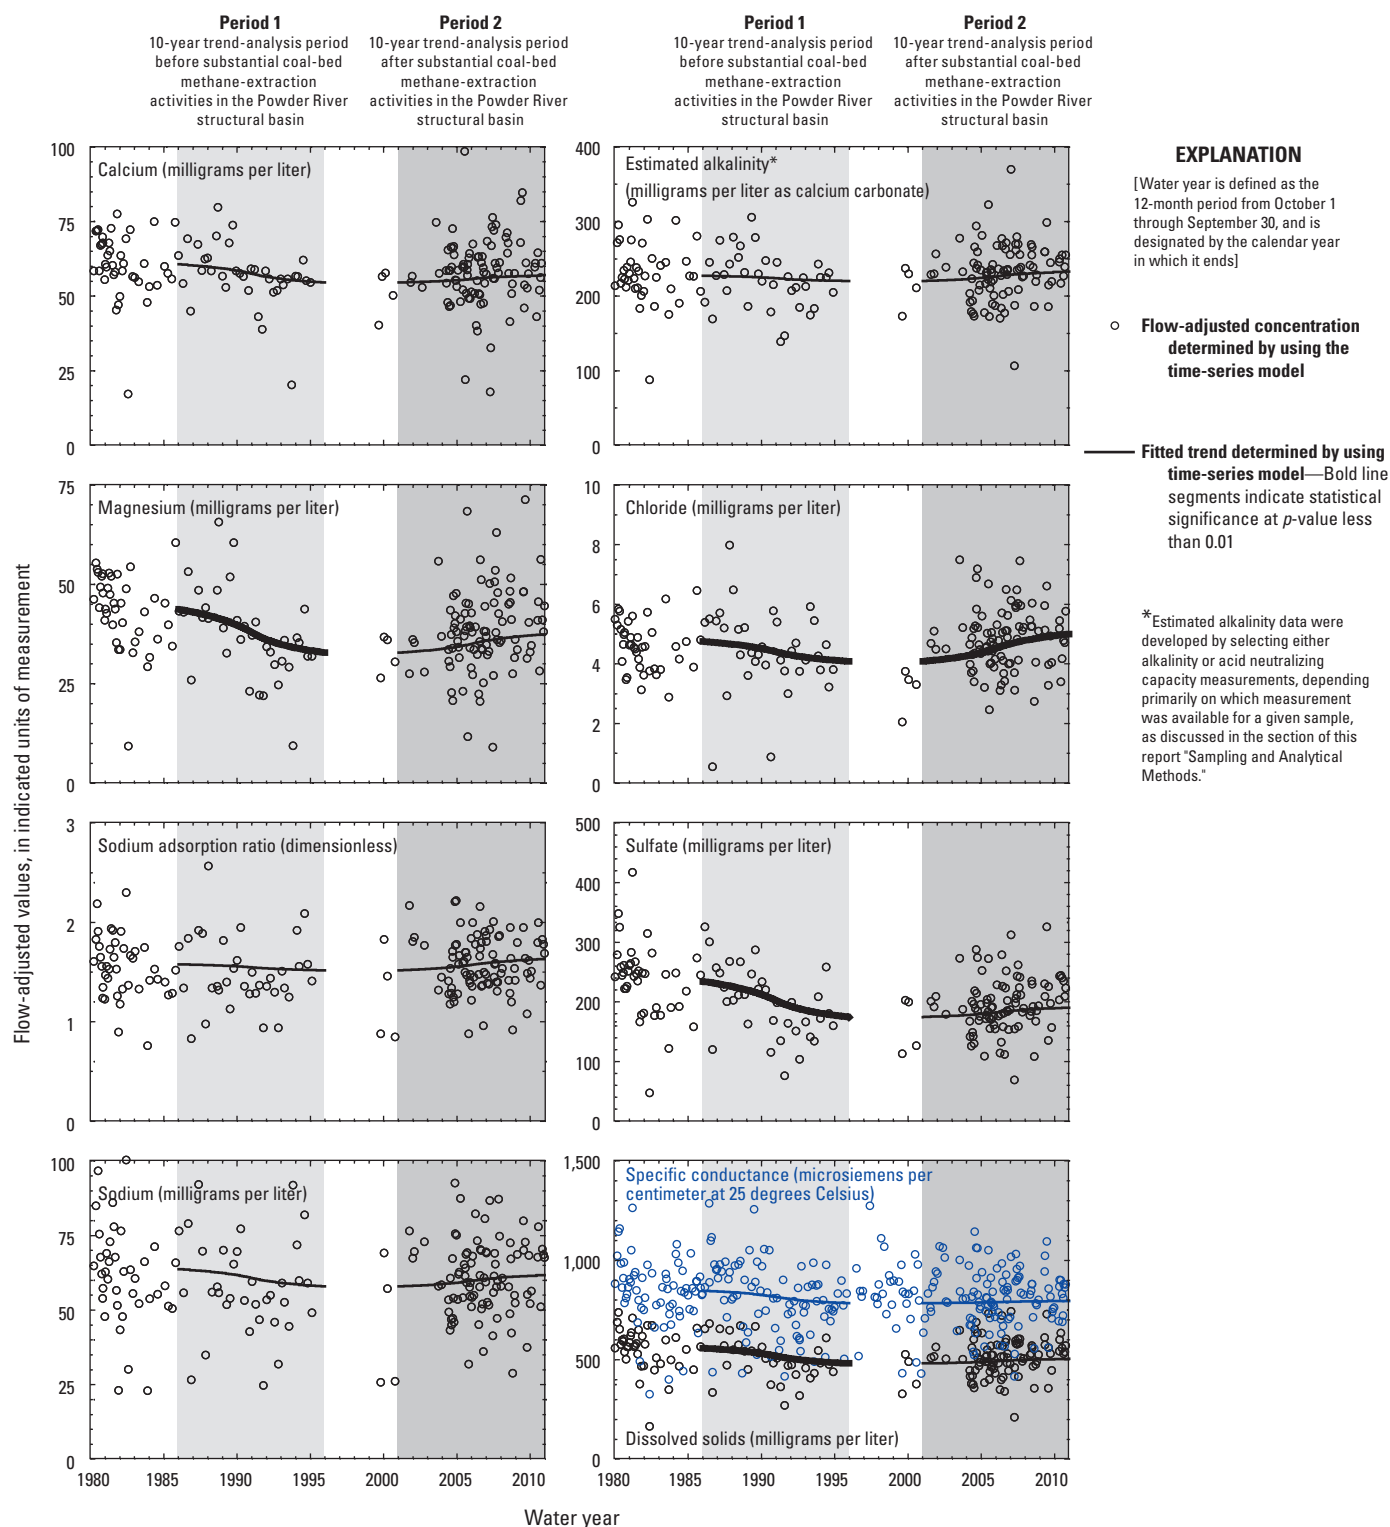 Period 1
10-year trend-analysis period
before substantial coal-bed
methane-extraction
activities in the Powder River
structural basin
Period 2
10-year trend-analysis period
after substantial coal-bed
methane-extraction
activities in the Powder River
structural basin
Period 1
10-year trend-analysis period
before substantial coal-bed
methane-extraction
activities in the Powder River
structural basin
Period 2
10-year trend-analysis period
after substantial coal-bed
methane-extraction
activities in the Powder River
structural basin
Flow-adjusted values, in indicated units of measurement
100
75
50
25
0
Calcium (milligrams per liter)
400
300
200
100
0
Estimated alkalinity*
(milligrams per liter as calcium carbonate)
75
50
25
0
Magnesium (milligrams per liter)
10
8
6
4
2
0
Chloride (milligrams per liter)
3
2
1
0
Sodium adsorption ratio (dimensionless)
500
400
300
200
100
0
Sulfate (milligrams per liter)
100
75
50
25
0
Sodium (milligrams per liter)
1980 1985 1990 1995 2000 2005 2010
1,500
1,000
500
0
Specific conductance (microsiemens per
centimeter at 25 degrees Celsius)
Dissolved solids (milligrams per liter)
1980 1985 1990 1995 2000 2005 2010
Water year
EXPLANATION
[Water year is defined as the
12-month period from October 1
through September 30, and is
designated by the calendar year
in which it ends]
Flow-adjusted concentration
determined by using the
time-series model
Fitted trend determined by using
time-series model—Bold line
segments indicate statistical
significance at p-value less
than 0.01
*Estimated alkalinity data were
developed by selecting either
alkalinity or acid neutralizing
capacity measurements, depending
primarily on which measurement
was available for a given sample,
as discussed in the section of this
report "Sampling and Analytical
Methods."